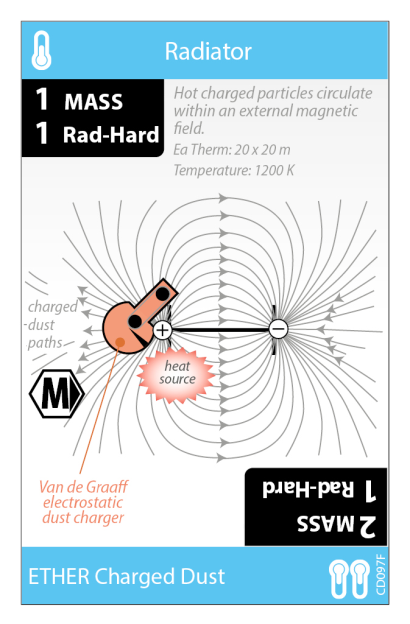 Radiator
1 MASS
1 Rad-Hard
Hot charged particles circulate
within an external magnetic
field.
Ea Therm: 20 x 20 m
Temperature: 1200 K
charged
dust
paths
+
−
heat
source
M
Van de Graaff
electrostatic
dust charger
2 MASS
1 Rad-Hard
ETHER Charged Dust
CD097F